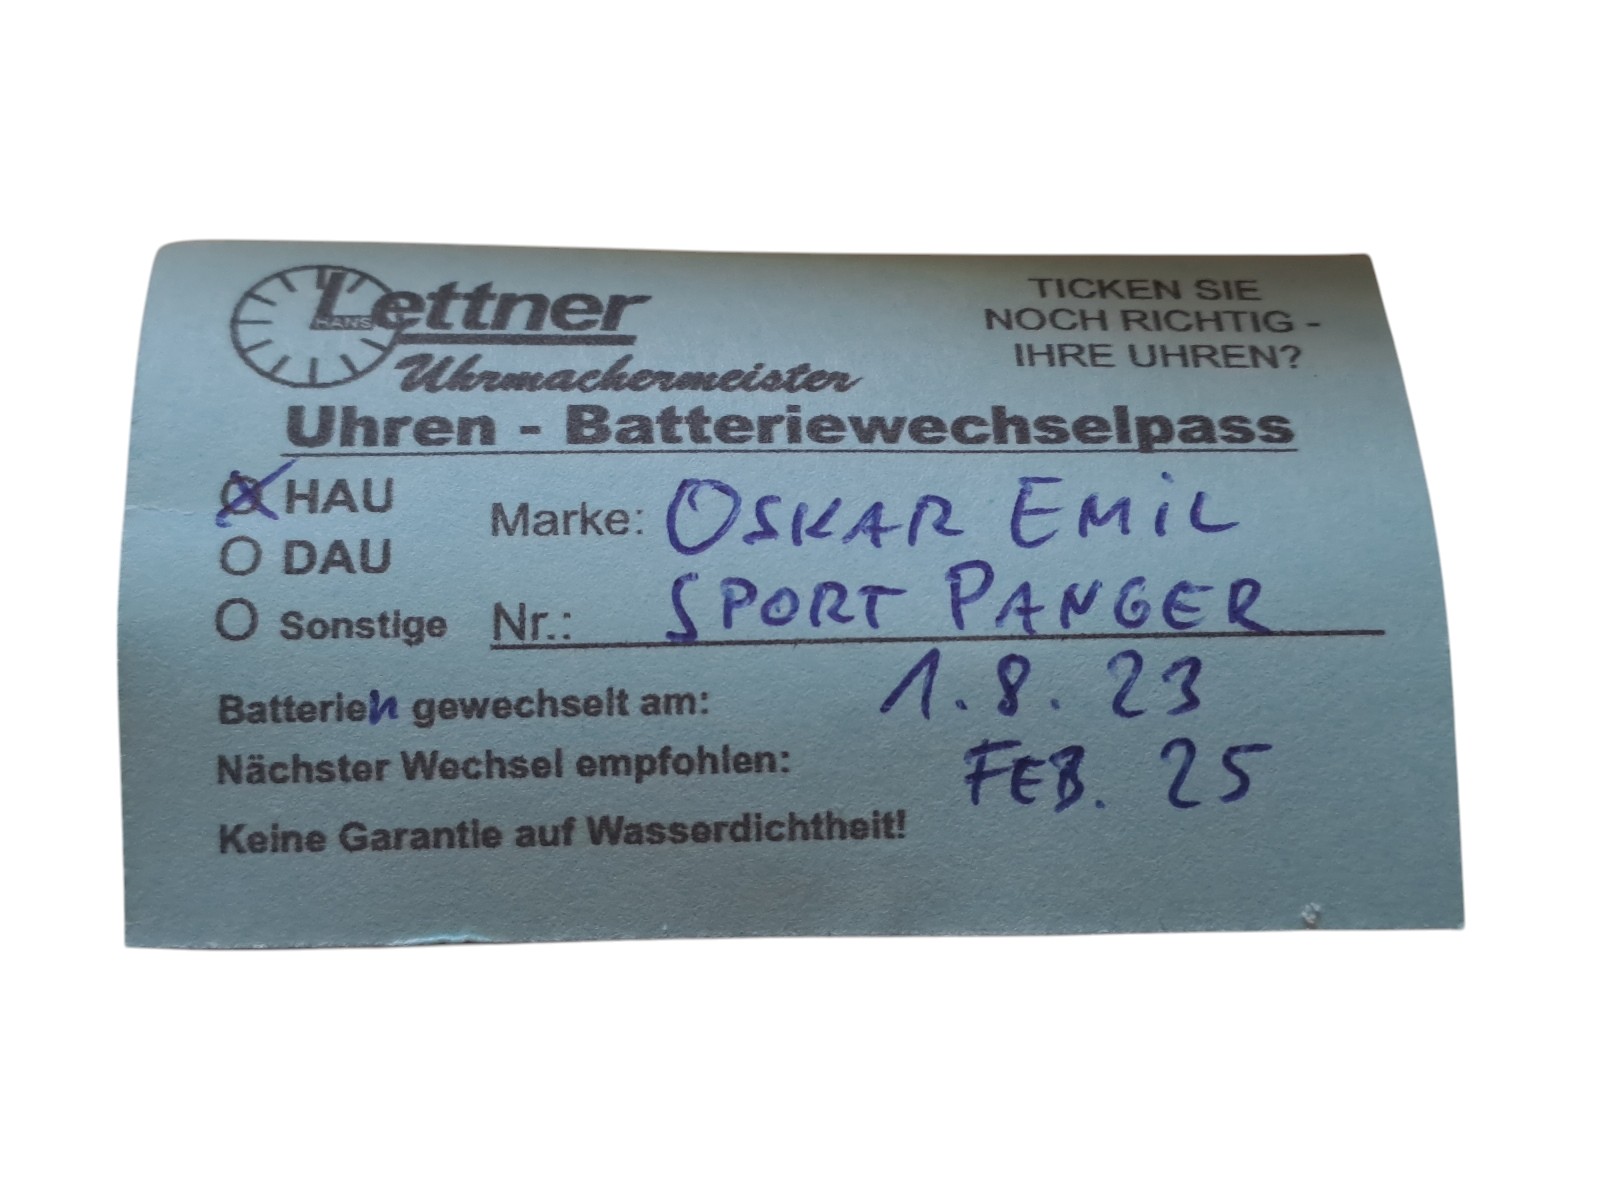 Lettner
HANS
Uhrmachermeister
TICKEN SIE
NOCH RICHTIG -
IHRE UHREN?
Uhren - Batteriewechselpass
HAU
DAU
Sonstige
Marke: OSKAR EMIL
Nr.: SPORT PANGER
Batterien gewechselt am: 1.8.23
Nächster Wechsel empfohlen: FEB. 25
Keine Garantie auf Wasserdichtheit!